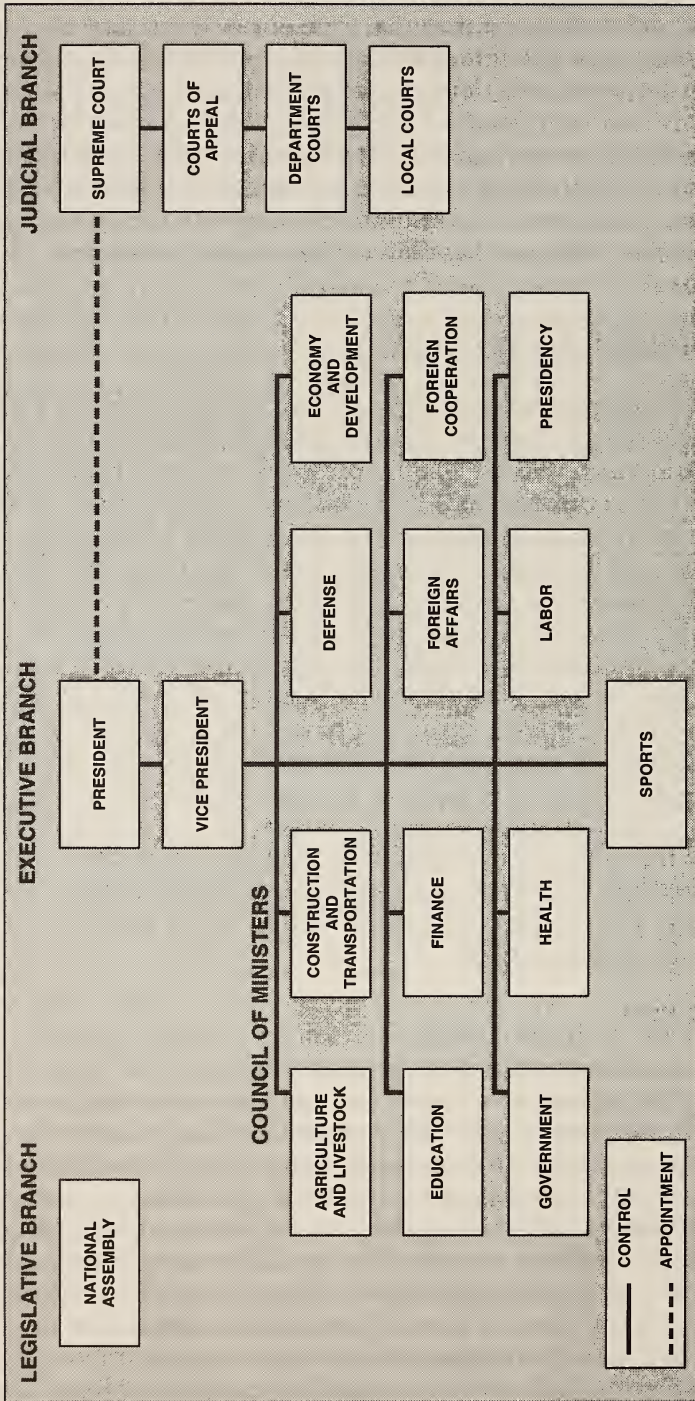 LEGISLATIVE BRANCH
EXECUTIVE BRANCH
JUDICIAL BRANCH
NATIONAL
ASSEMBLY
PRESIDENT
SUPREME COURT
VICE PRESIDENT
COURTS OF
APPEAL
COUNCIL OF MINISTERS
DEPARTMENT
COURTS
AGRICULTURE
AND LIVESTOCK
CONSTRUCTION
AND
TRANSPORTATION
DEFENSE
ECONOMY
AND
DEVELOPMENT
LOCAL COURTS
EDUCATION
FINANCE
FOREIGN
AFFAIRS
FOREIGN
COOPERATION
GOVERNMENT
HEALTH
LABOR
PRESIDENCY
SPORTS
CONTROL
APPOINTMENT